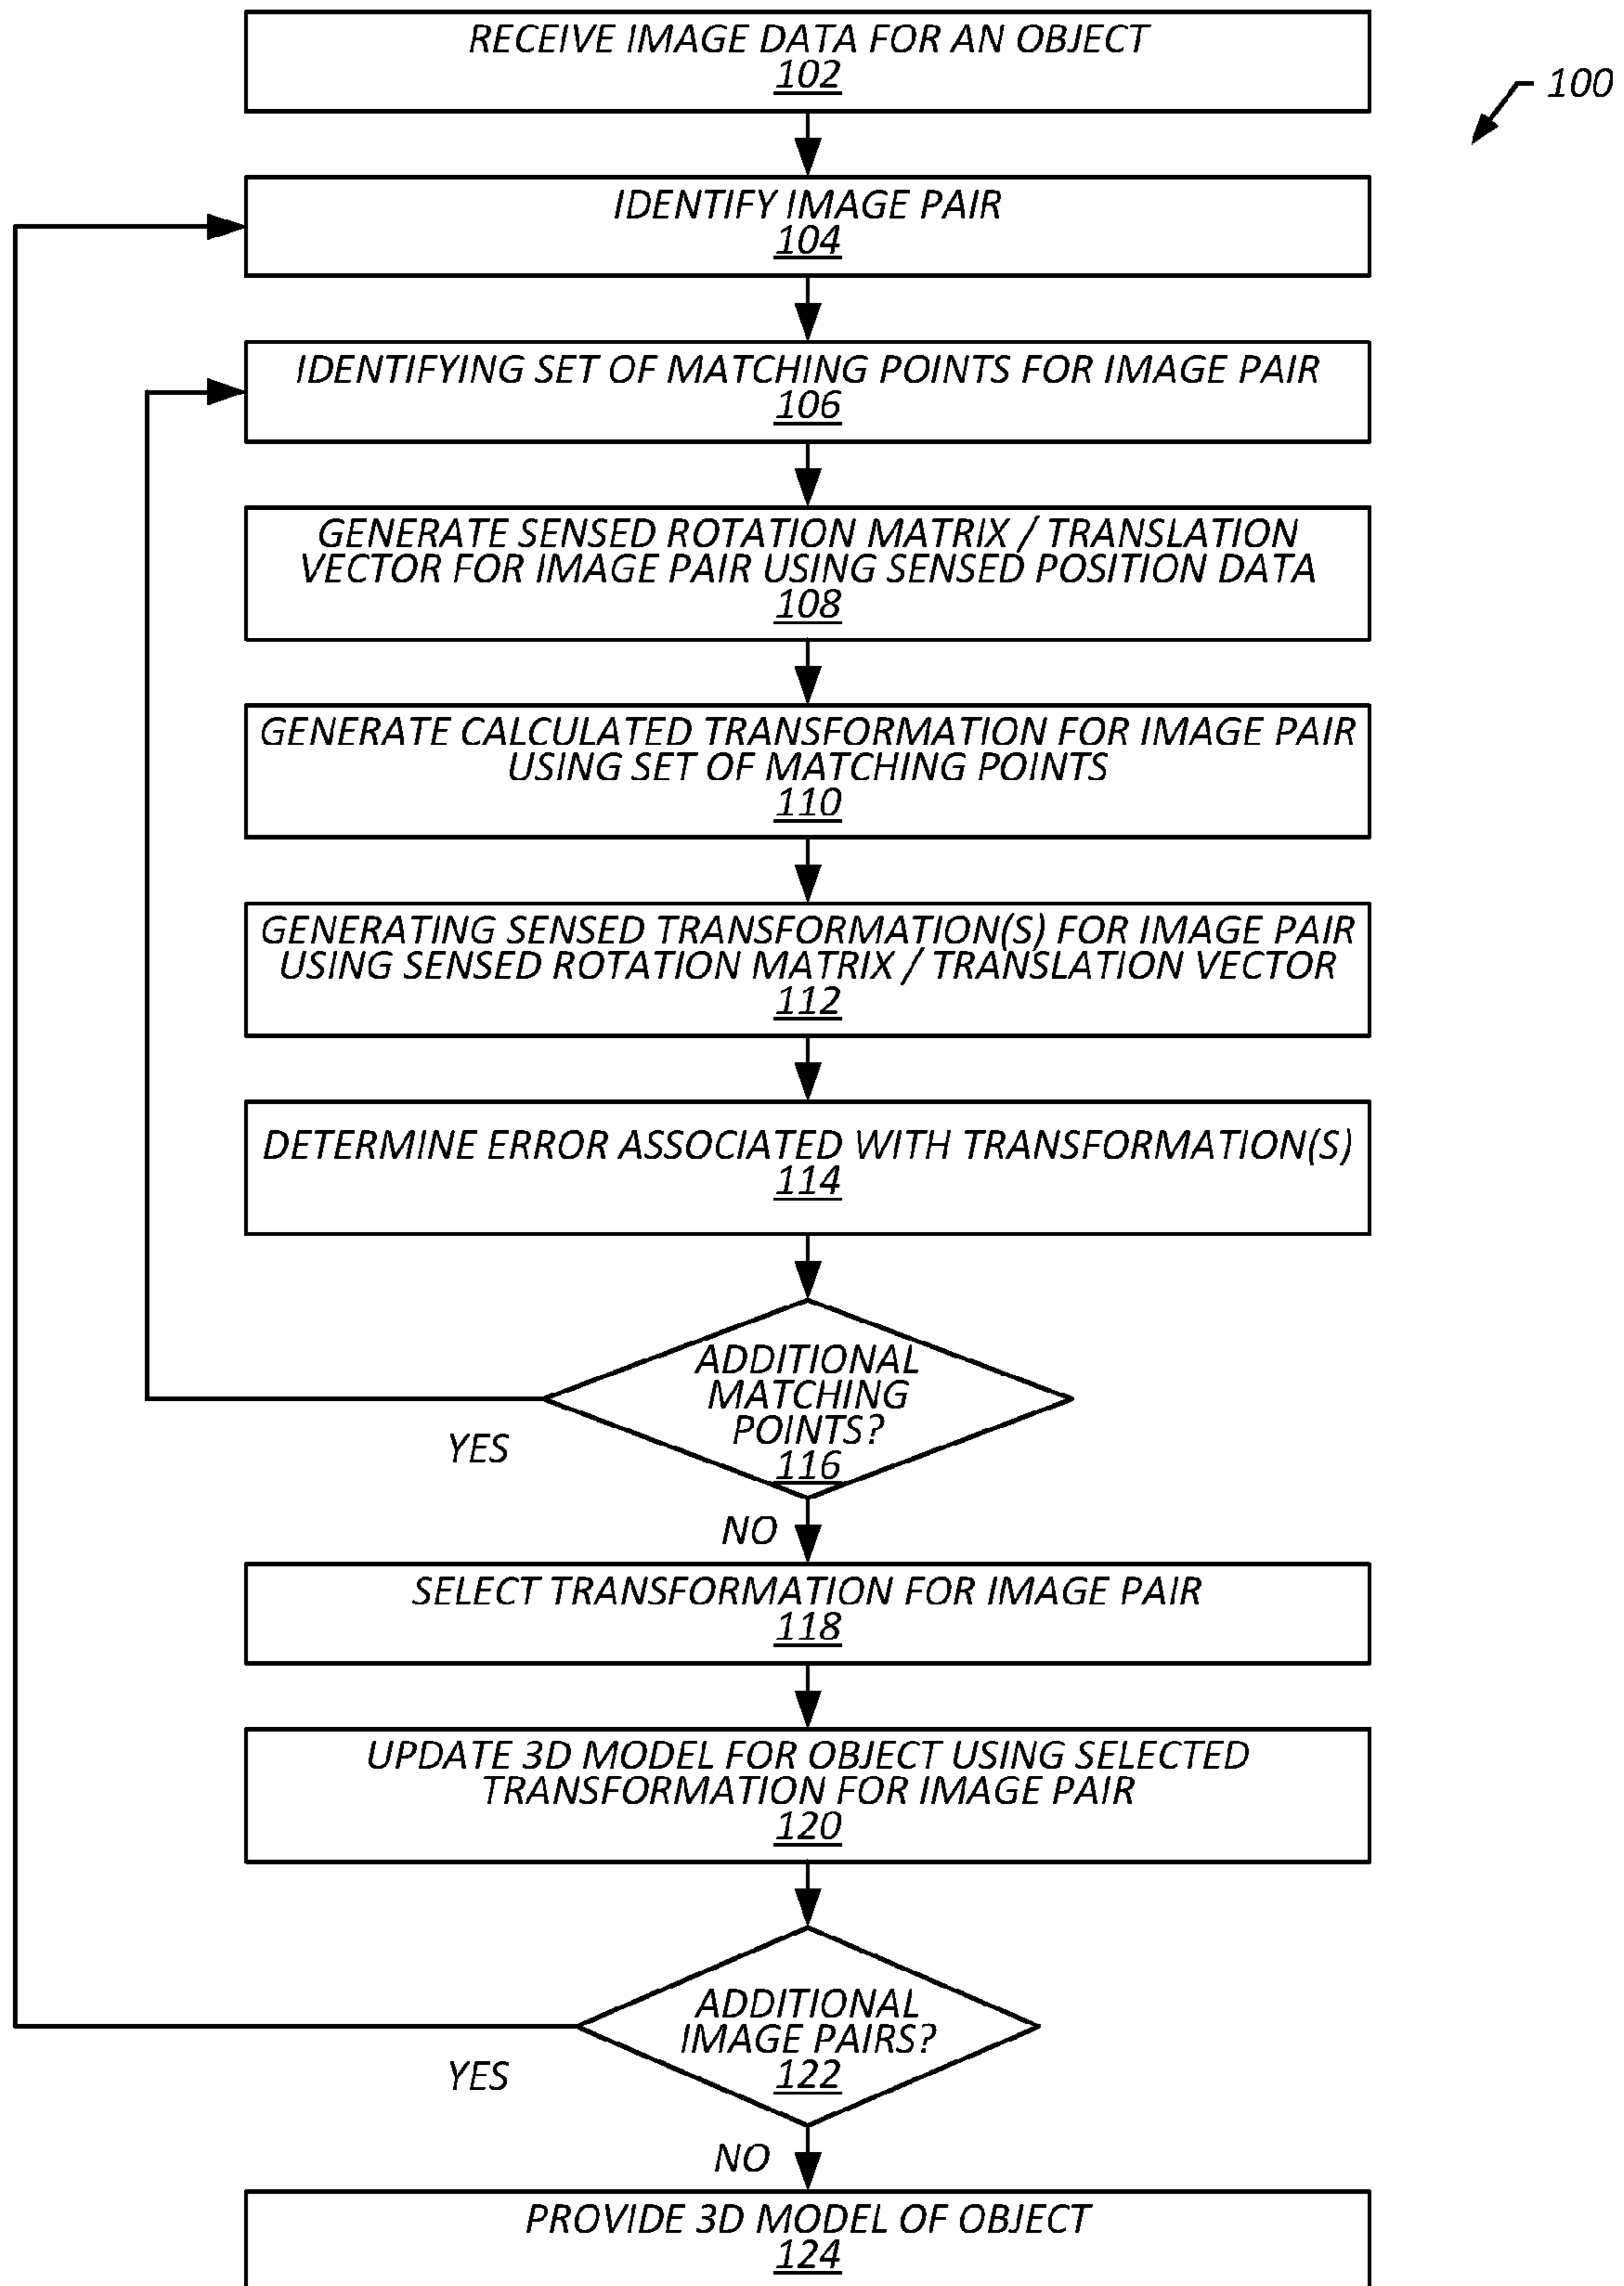 RECEIVE IMAGE DATA FOR AN OBJECT
102
100
IDENTIFY IMAGE PAIR
104
IDENTIFYING SET OF MATCHING POINTS FOR IMAGE PAIR
106
GENERATE SENSED ROTATION MATRIX / TRANSLATION
VECTOR FOR IMAGE PAIR USING SENSED POSITION DATA
108
GENERATE CALCULATED TRANSFORMATION FOR IMAGE PAIR
USING SET OF MATCHING POINTS
110
GENERATING SENSED TRANSFORMATION(S) FOR IMAGE PAIR
USING SENSED ROTATION MATRIX / TRANSLATION VECTOR
112
DETERMINE ERROR ASSOCIATED WITH TRANSFORMATION(S)
114
ADDITIONAL
MATCHING
POINTS?
116
YES
NO
SELECT TRANSFORMATION FOR IMAGE PAIR
118
UPDATE 3D MODEL FOR OBJECT USING SELECTED
TRANSFORMATION FOR IMAGE PAIR
120
ADDITIONAL
IMAGE PAIRS?
122
YES
NO
PROVIDE 3D MODEL OF OBJECT
124